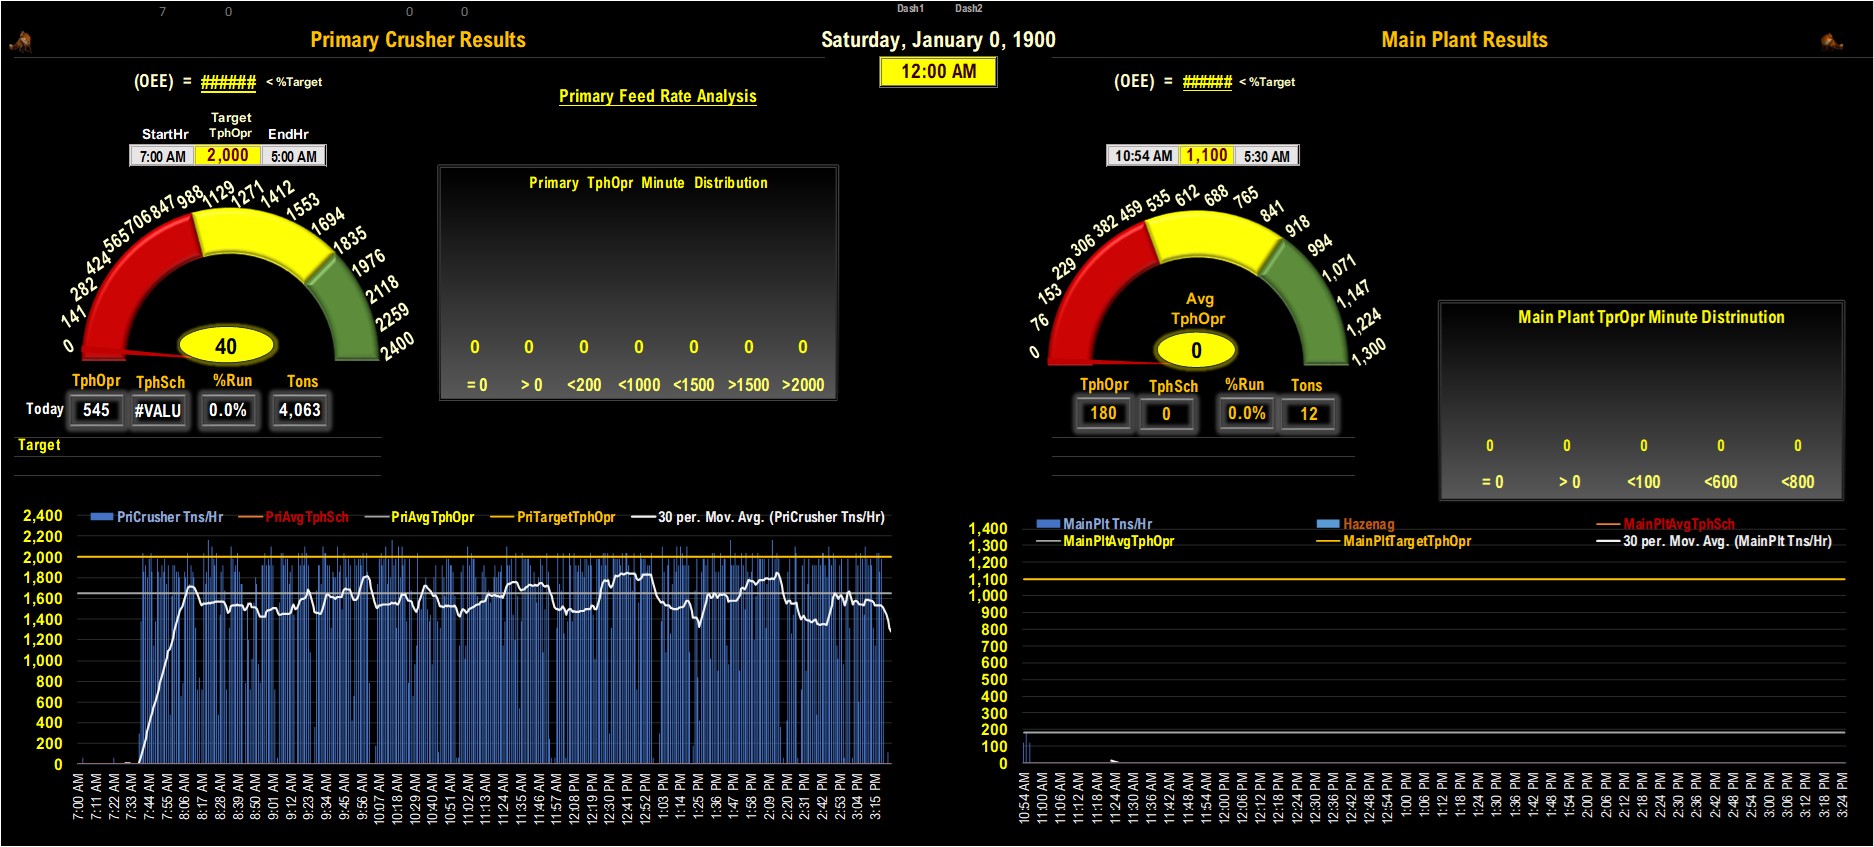 7 0 0 0 Dash1 Dash2
Primary Crusher Results
Saturday, January 0, 1900
Main Plant Results
12:00 AM
(OEE) = ###### < %Target
Primary Feed Rate Analysis
(OEE) = ###### < %Target
Target
StartHr TphOpr EndHr
7:00 AM 2,000 5:00 AM
10:54 AM 1,100 5:30 AM
0 141 282 424 565 706 847 988 1129 1271 1412 1553 1694 1835 1976 2118 2259 2400
40
Primary TphOpr Minute Distribution
0 0 0 0 0 0 0
= 0 > 0 <200 <1000 <1500 >1500 >2000
0 76 153 229 306 382 459 535 612 688 765 841 918 994 1,071 1,147 1,224 1,300
Avg
TphOpr
0
Main Plant TprOpr Minute Distrinution
0 0 0 0 0
= 0 > 0 <100 <600 <800
TphOpr TphSch %Run Tons
Today 545 #VALU 0.0% 4,063
Target
TphOpr TphSch %Run Tons
180 0 0.0% 12
PriCrusher Tns/Hr PriAvgTphSch PriAvgTphOpr PriTargetTphOpr 30 per. Mov. Avg. (PriCrusher Tns/Hr)
2,400
2,200
2,000
1,800
1,600
1,400
1,200
1,000
800
600
400
200
0
7:00 AM 7:11 AM 7:22 AM 7:33 AM 7:44 AM 7:55 AM 8:06 AM 8:17 AM 8:28 AM 8:39 AM 8:50 AM 9:01 AM 9:12 AM 9:23 AM 9:34 AM 9:45 AM 9:56 AM 10:07 AM 10:18 AM 10:29 AM 10:40 AM 10:51 AM 11:02 AM 11:13 AM 11:24 AM 11:35 AM 11:46 AM 11:57 AM 12:08 PM 12:19 PM 12:30 PM 12:41 PM 12:52 PM 1:03 PM 1:14 PM 1:25 PM 1:36 PM 1:47 PM 1:58 PM 2:09 PM 2:20 PM 2:31 PM 2:42 PM 2:53 PM 3:04 PM 3:15 PM
MainPlt Tns/Hr Hazenag MainPltAvgTphSch
MainPltAvgTphOpr MainPltTargetTphOpr 30 per. Mov. Avg. (MainPlt Tns/Hr)
1,400
1,300
1,200
1,100
1,000
900
800
700
600
500
400
300
200
100
0
10:54 AM 11:00 AM 11:06 AM 11:12 AM 11:18 AM 11:24 AM 11:30 AM 11:36 AM 11:42 AM 11:48 AM 11:54 AM 12:00 PM 12:06 PM 12:12 PM 12:18 PM 12:24 PM 12:30 PM 12:36 PM 12:42 PM 12:48 PM 12:54 PM 1:00 PM 1:06 PM 1:12 PM 1:18 PM 1:24 PM 1:30 PM 1:36 PM 1:42 PM 1:48 PM 1:54 PM 2:00 PM 2:06 PM 2:12 PM 2:18 PM 2:24 PM 2:30 PM 2:36 PM 2:42 PM 2:48 PM 2:54 PM 3:00 PM 3:06 PM 3:12 PM 3:18 PM 3:24 PM